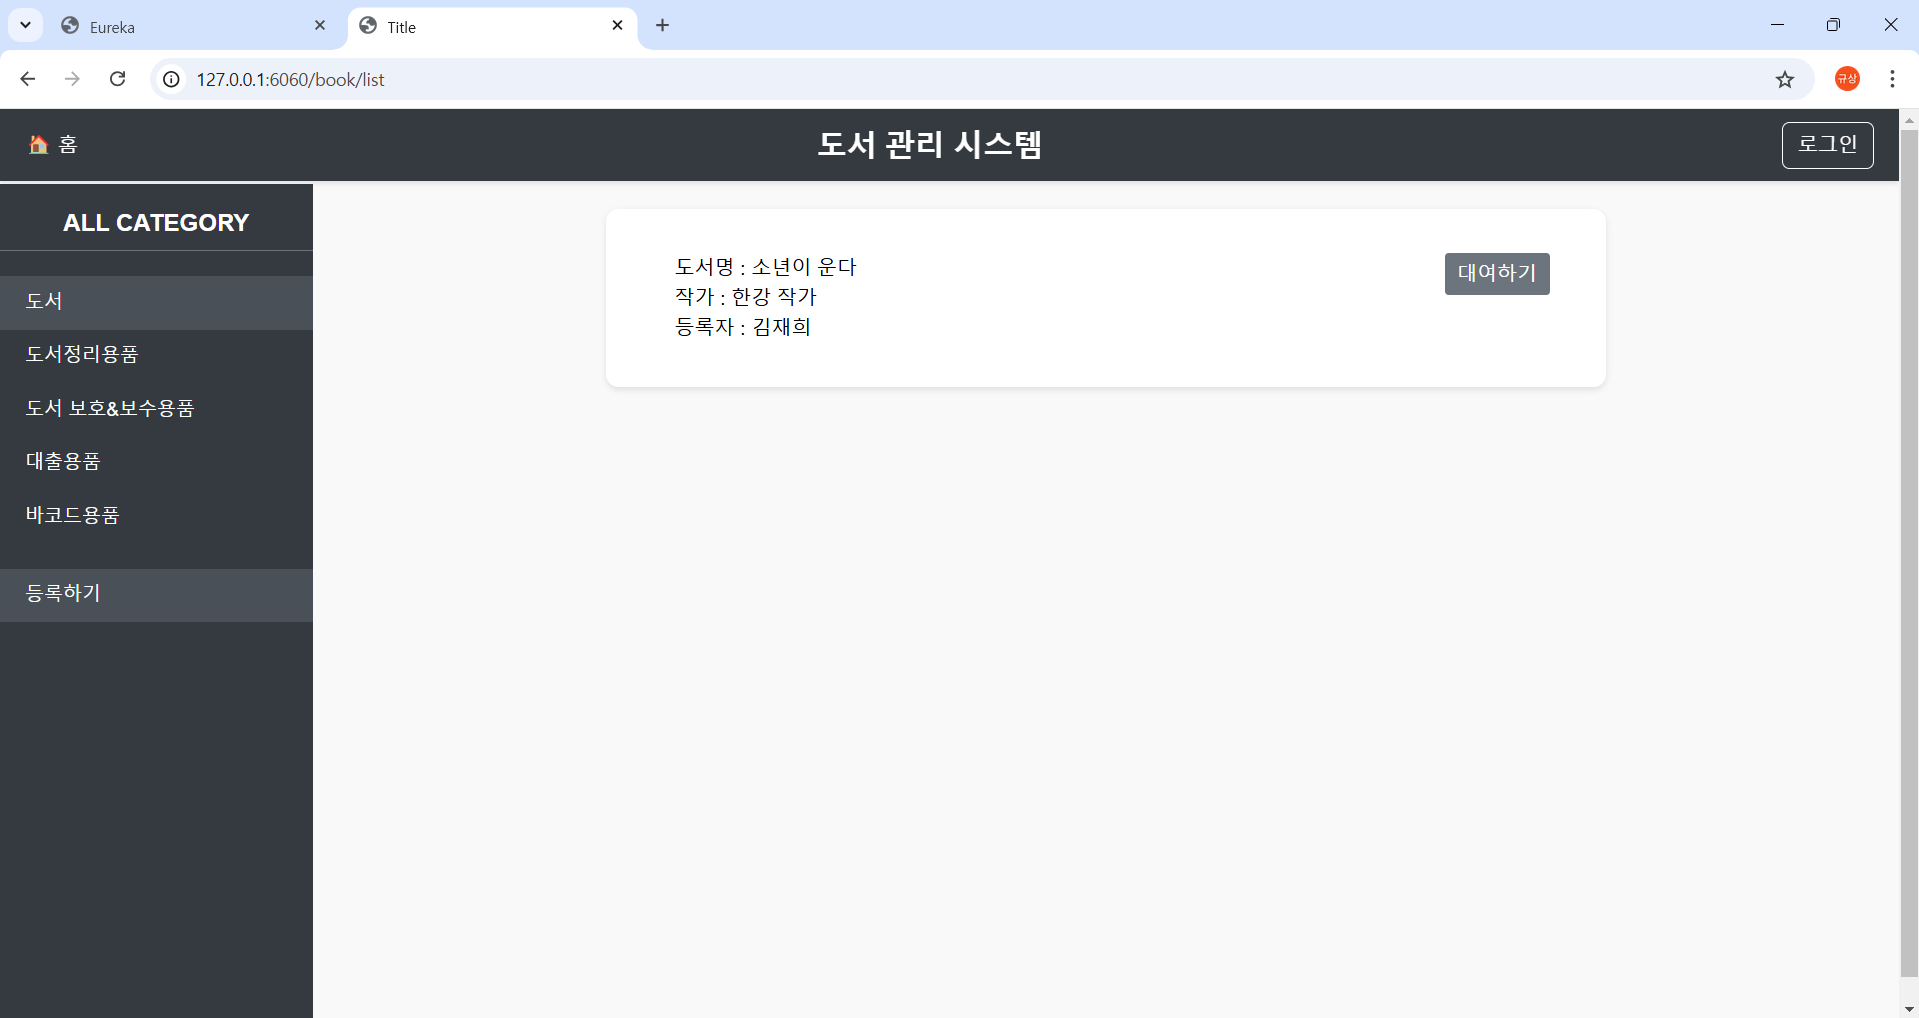 Eureka
Title
127.0.0.1:6060/book/list
규상
홈
도서 관리 시스템
로그인
ALL CATEGORY
도서
도서정리용품
도서 보호&보수용품
대출용품
바코드용품
등록하기
도서명 : 소년이 운다
작가 : 한강 작가
등록자 : 김재희
대여하기